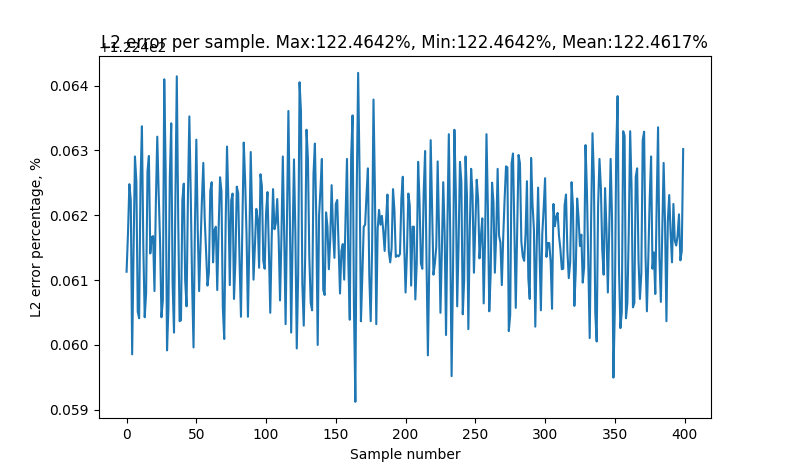 L2 error per sample. Max:122.4642%, Min:122.4642%, Mean:122.4617%
+1.224e2
0.064
0.063
0.062
0.061
0.060
0.059
L2 error percentage, %
0 50 100 150 200 250 300 350 400
Sample number